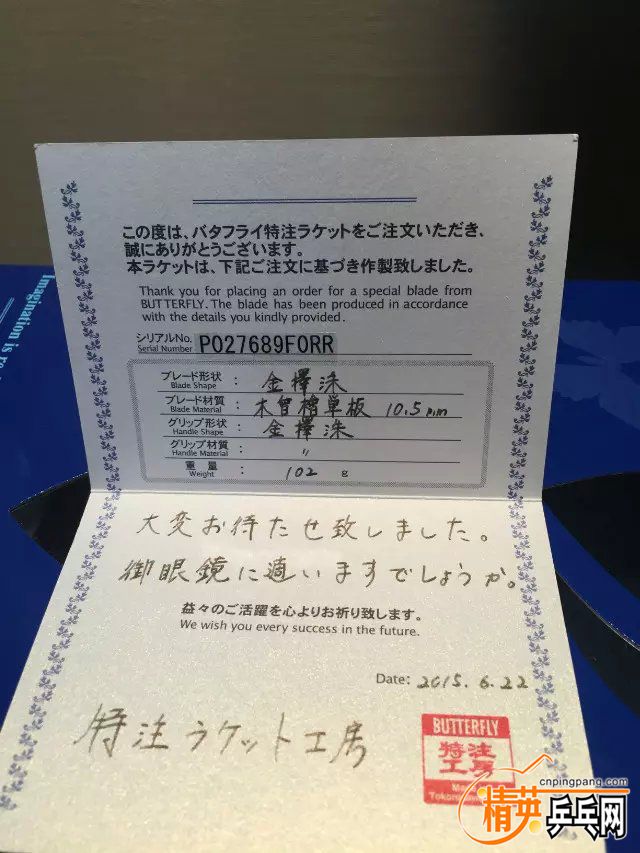 この度は、バタフライ特注ラケットをご注文いただき、
誠にありがとうございます。
本ラケットは、下記ご注文に基づき作製致しました。
Thank you for placing an order for a special blade from
BUTTERFLY. The blade has been produced in accordance
with the details you kindly provided.
シリアルNo.
Serial Number
P027689F0RR
ブレード形状 : 金擇洙
Blade Shape
ブレード材質 : 木曽檜単板 10.5mm
Blade Material
グリップ形状 : 金擇洙
Handle Shape
グリップ材質 : 〃
Handle Material
重量 : 102 g
Weight
大変お待たせ致しました。
御眼鏡に適いますでしょうか。
益々のご活躍を心よりお祈り致します。
We wish you every success in the future.
Date: 2015.6.22
特注ラケット工房
BUTTERFLY
特注
工房
Imagination is
cnpingpang.com
精英乒乓网